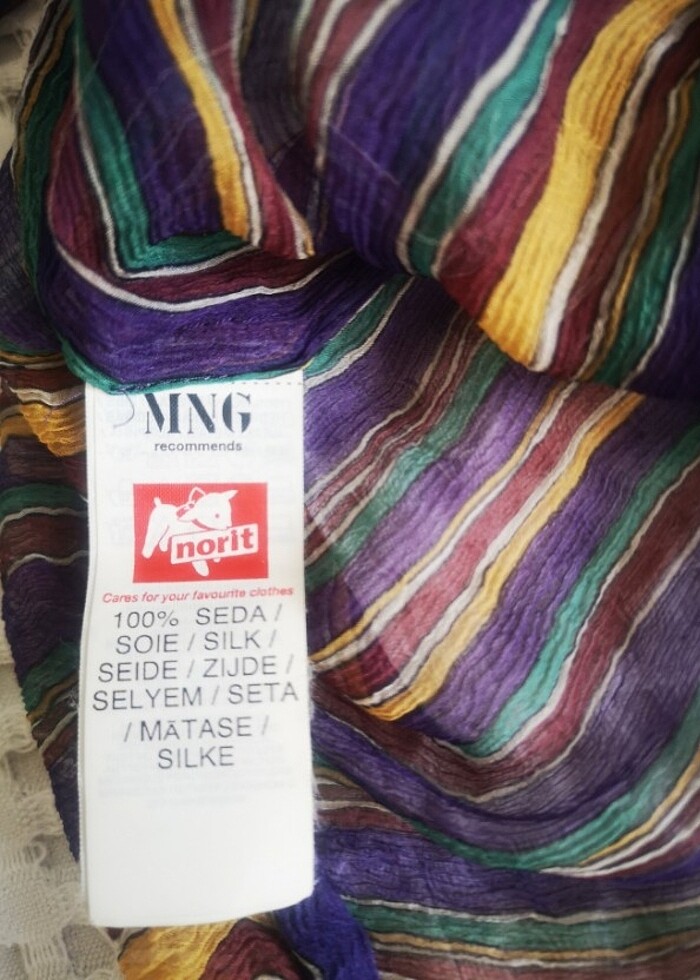 MNG
recommends
norit
Cares for your favourite clothes
100% SEDA /
SOIE / SILK /
SEIDE / ZIJDE /
SELYEM / SETA
/ MāTASE /
SILKE